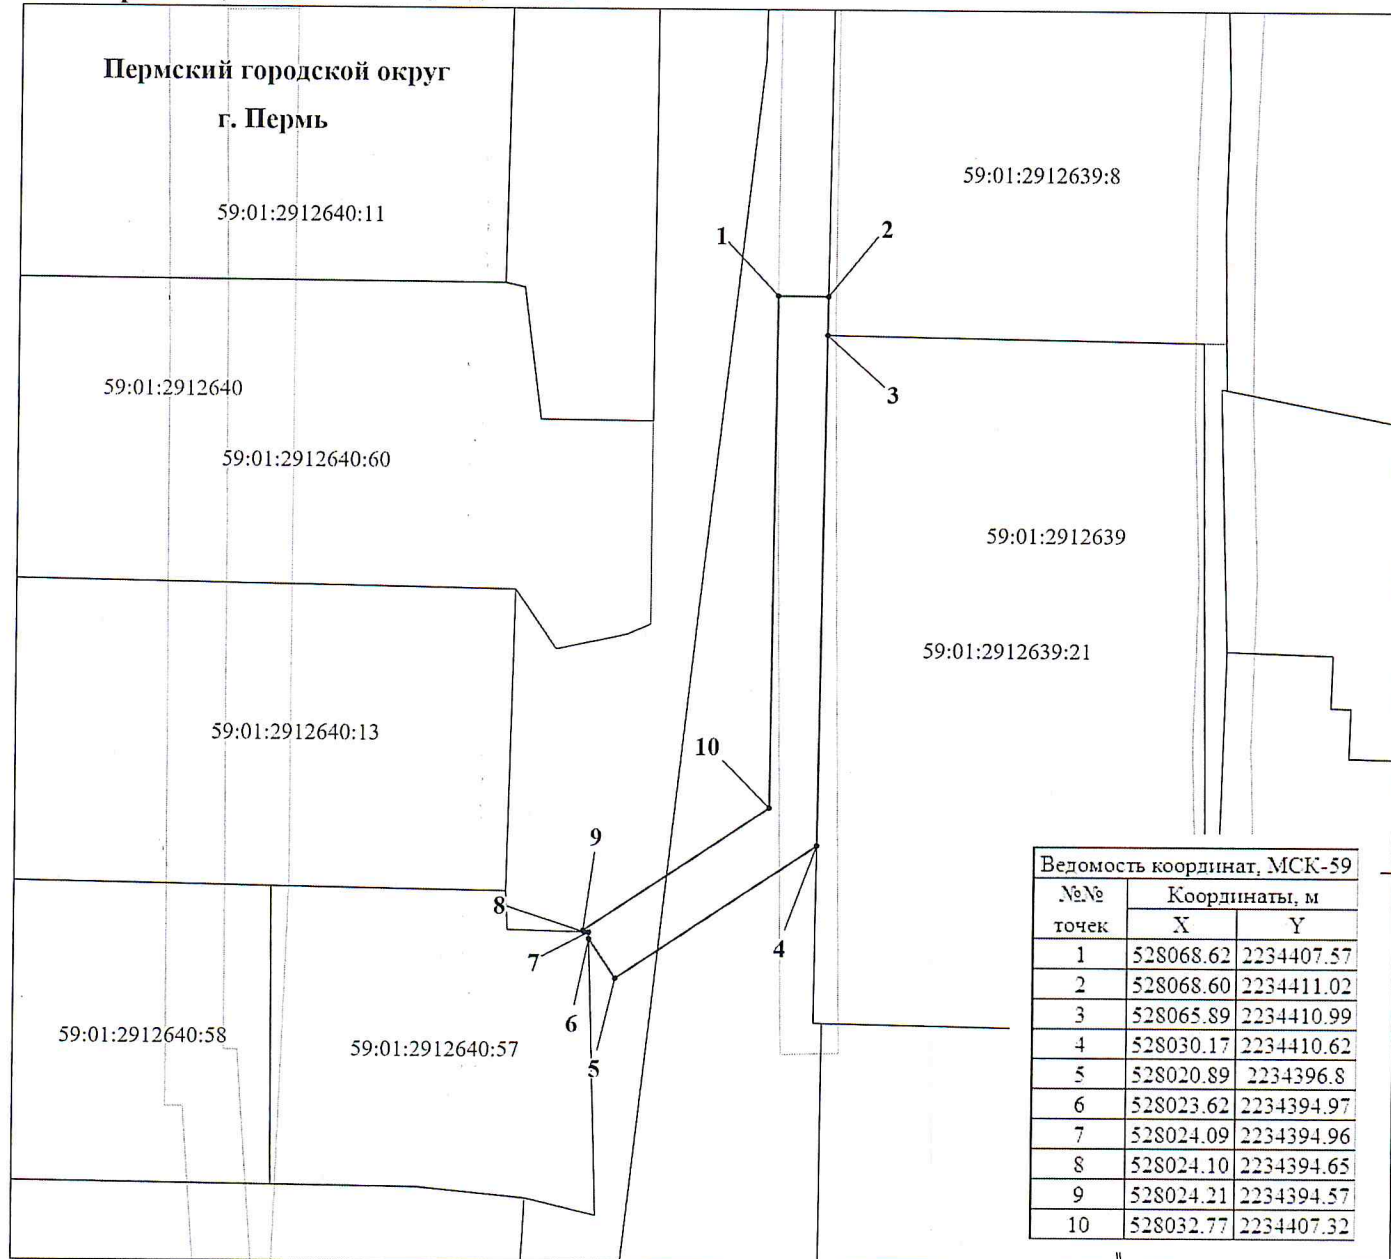 Пермский городской округ
г. Пермь
59:01:2912639:8
59:01:2912640:11
1
2
59:01:2912640
3
59:01:2912640:60
59:01:2912639
59:01:2912639:21
59:01:2912640:13
10
9
8
4
7
6
59:01:2912640:58
59:01:2912640:57
5
Ведомость координат, МСК-59
№№ точек Координаты, м
X Y
1 528068.62 2234407.57
2 528068.60 2234411.02
3 528065.89 2234410.99
4 528030.17 2234410.62
5 528020.89 2234396.8
6 528023.62 2234394.97
7 528024.09 2234394.96
8 528024.10 2234394.65
9 528024.21 2234394.57
10 528032.77 2234407.32